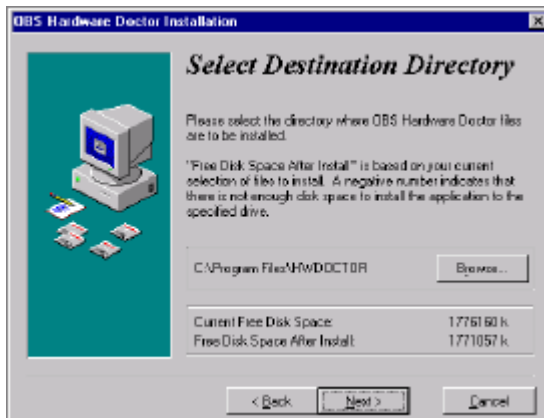 OBS Hardware Doctor Installation
Select Destination Directory
Please select the directory where OBS Hardware Doctor files
are to be installed.
"Free Disk Space After Install" is based on your current
selection of files to install. A negative number indicates that
there is not enough disk space to install the application to the
specified drive.
C:\Program Files\HWDOCTOR
Browse...
Current Free Disk Space: 1776160 k
Free Disk Space After Install: 1771057 k
< Back Next > Cancel